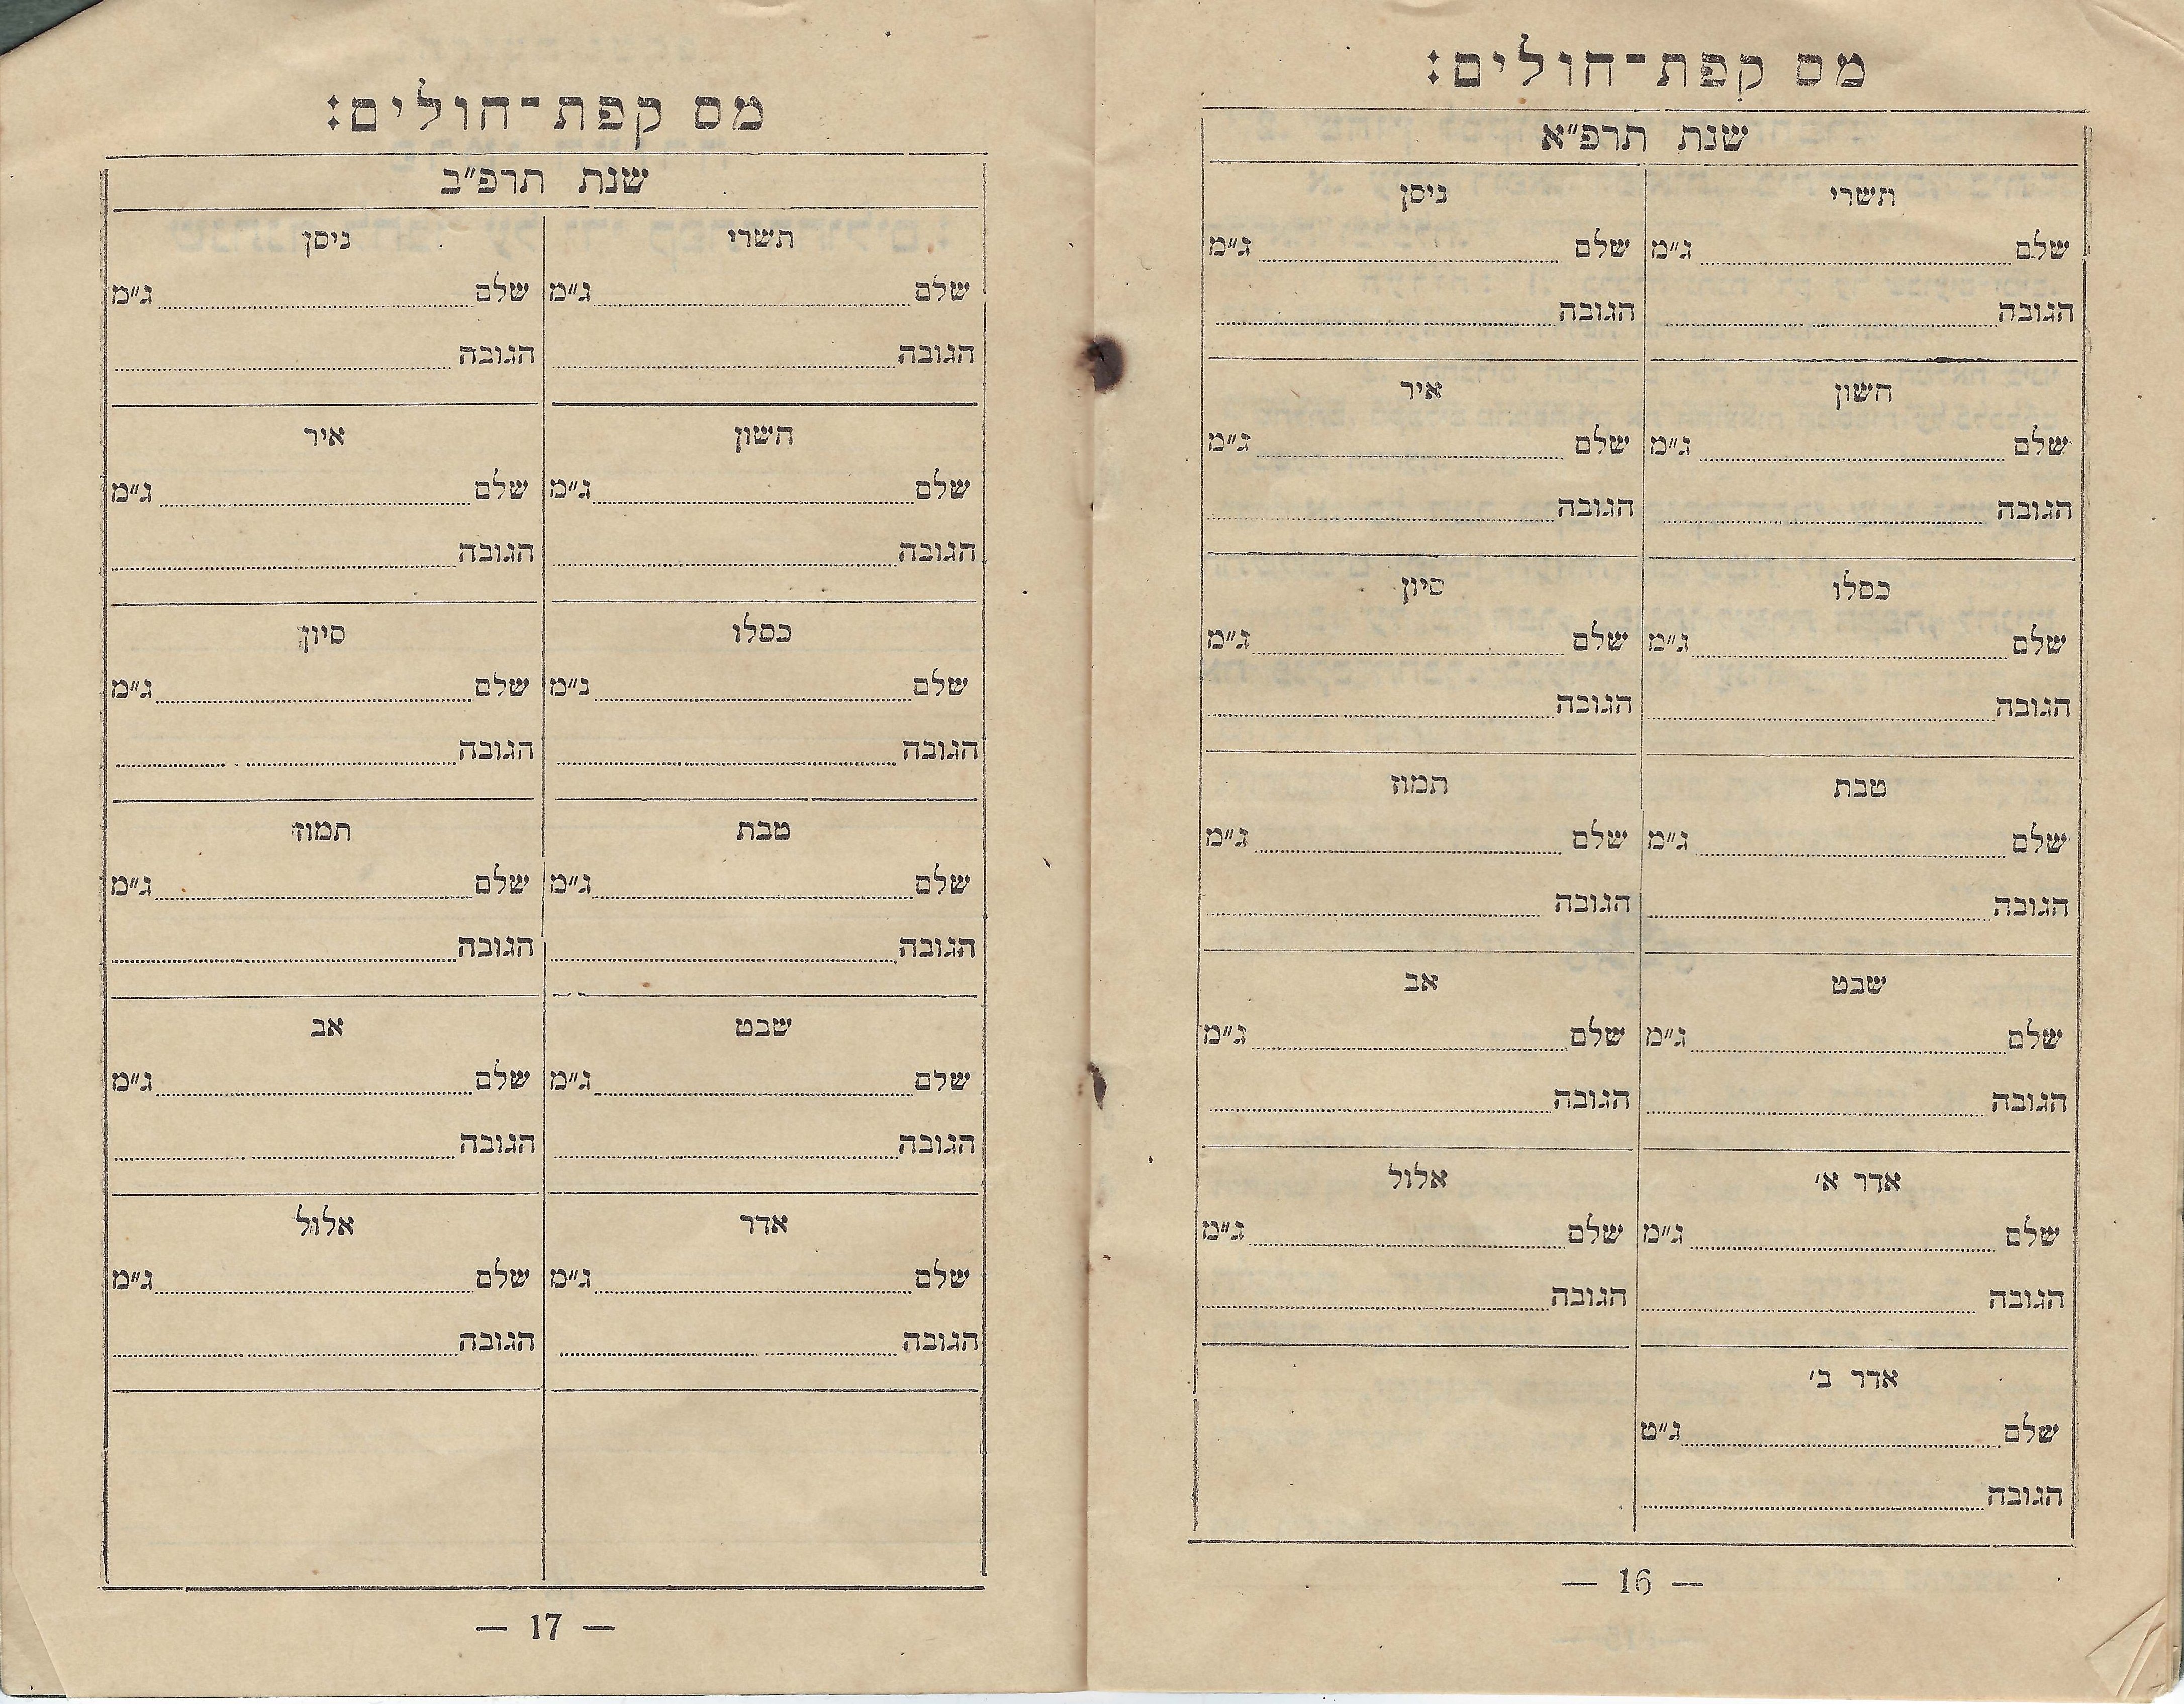 מס קפת־חולים:
שנת תרפ״א
תשרי
שלם ג״מ
הגובה
חשון
שלם ג״מ
הגובה
כסלו
שלם ג״מ
הגובה
טבת
שלם ג״מ
הגובה
שבט
שלם ג״מ
הגובה
אדר א׳
שלם ג״מ
הגובה
אדר ב׳
שלם ג״ט
הגובה
ניסן
שלם ג״מ
הגובה
איר
שלם ג״מ
הגובה
סיון
שלם ג״מ
הגובה
תמוז
שלם ג״מ
הגובה
אב
שלם ג״מ
הגובה
אלול
שלם ג״מ
הגובה
— 16 —
מס קפת־חולים:
שנת תרפ״ב
תשרי
שלם ג״מ
הגובה
חשון
שלם ג״מ
הגובה
כסלו
שלם ג״מ
הגובה
טבת
שלם ג״מ
הגובה
שבט
שלם ג״מ
הגובה
אדר
שלם ג״מ
הגובה
ניסן
שלם ג״מ
הגובה
איר
שלם ג״מ
הגובה
סיון
שלם ג״מ
הגובה
תמוז
שלם ג״מ
הגובה
אב
שלם ג״מ
הגובה
אלול
שלם ג״מ
הגובה
— 17 —